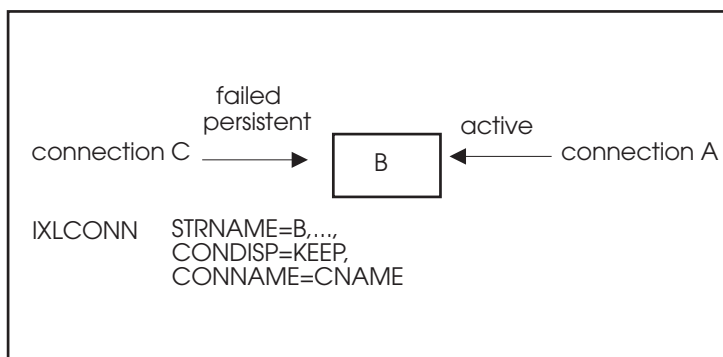 failed
persistent
connection C
B
active
connection A
IXLCONN STRNAME=B,...,
CONDISP=KEEP,
CONNAME=CNAME